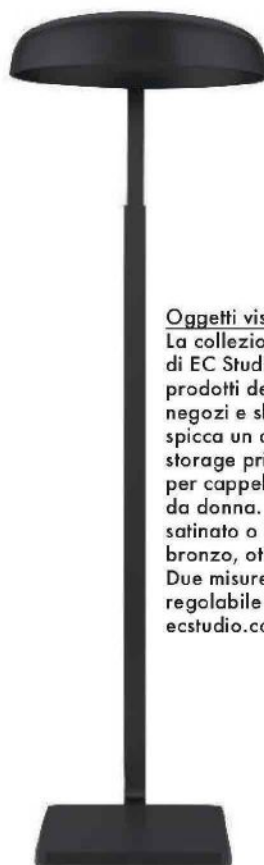 Oggetti vis
La collezio
di EC Stud
prodotti de
negozi e sh
spicca un c
storage pri
per cappel
da donna.
satinato o
bronzo, ot
Due misure
regolabile
ecstudio.co